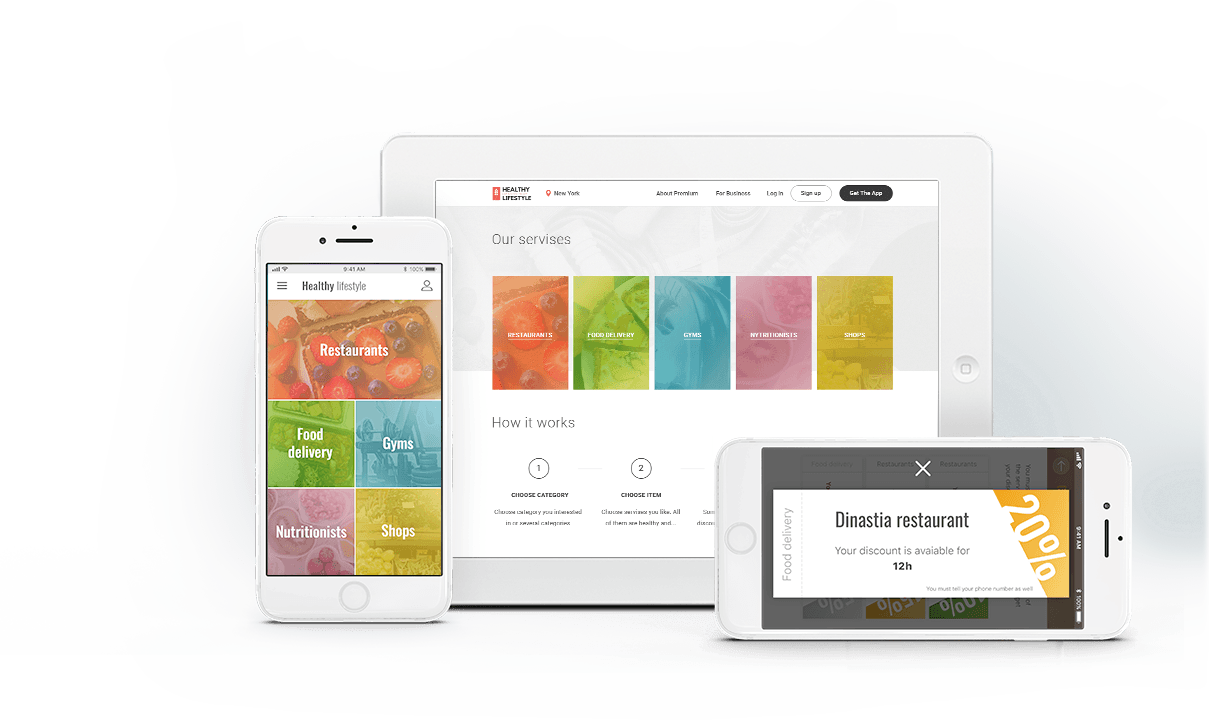 HEALTHY
LIFESTYLE
New York
About Premium
For Business
Log in
Sign up
Get The App
Our servises
RESTAURANTS
FOOD DELIVERY
GYMS
NYTRITIONISTS
SHOPS
How it works
1
2
CHOOSE CATEGORY
CHOOSE ITEM
Choose category you interested
in or several categories
Choose servises you like. All
of them are healthy and...
9:41 AM
100%
Healthy lifestyle
Restaurants
Food
delivery
Gyms
Nutritionists
Shops
Food delivery
Restaurants
Restaurants
Food delivery
Dinastia restaurant
Your discount is avaiable for
12h
You must tell your phone number as well
20%
9:41 AM
100%